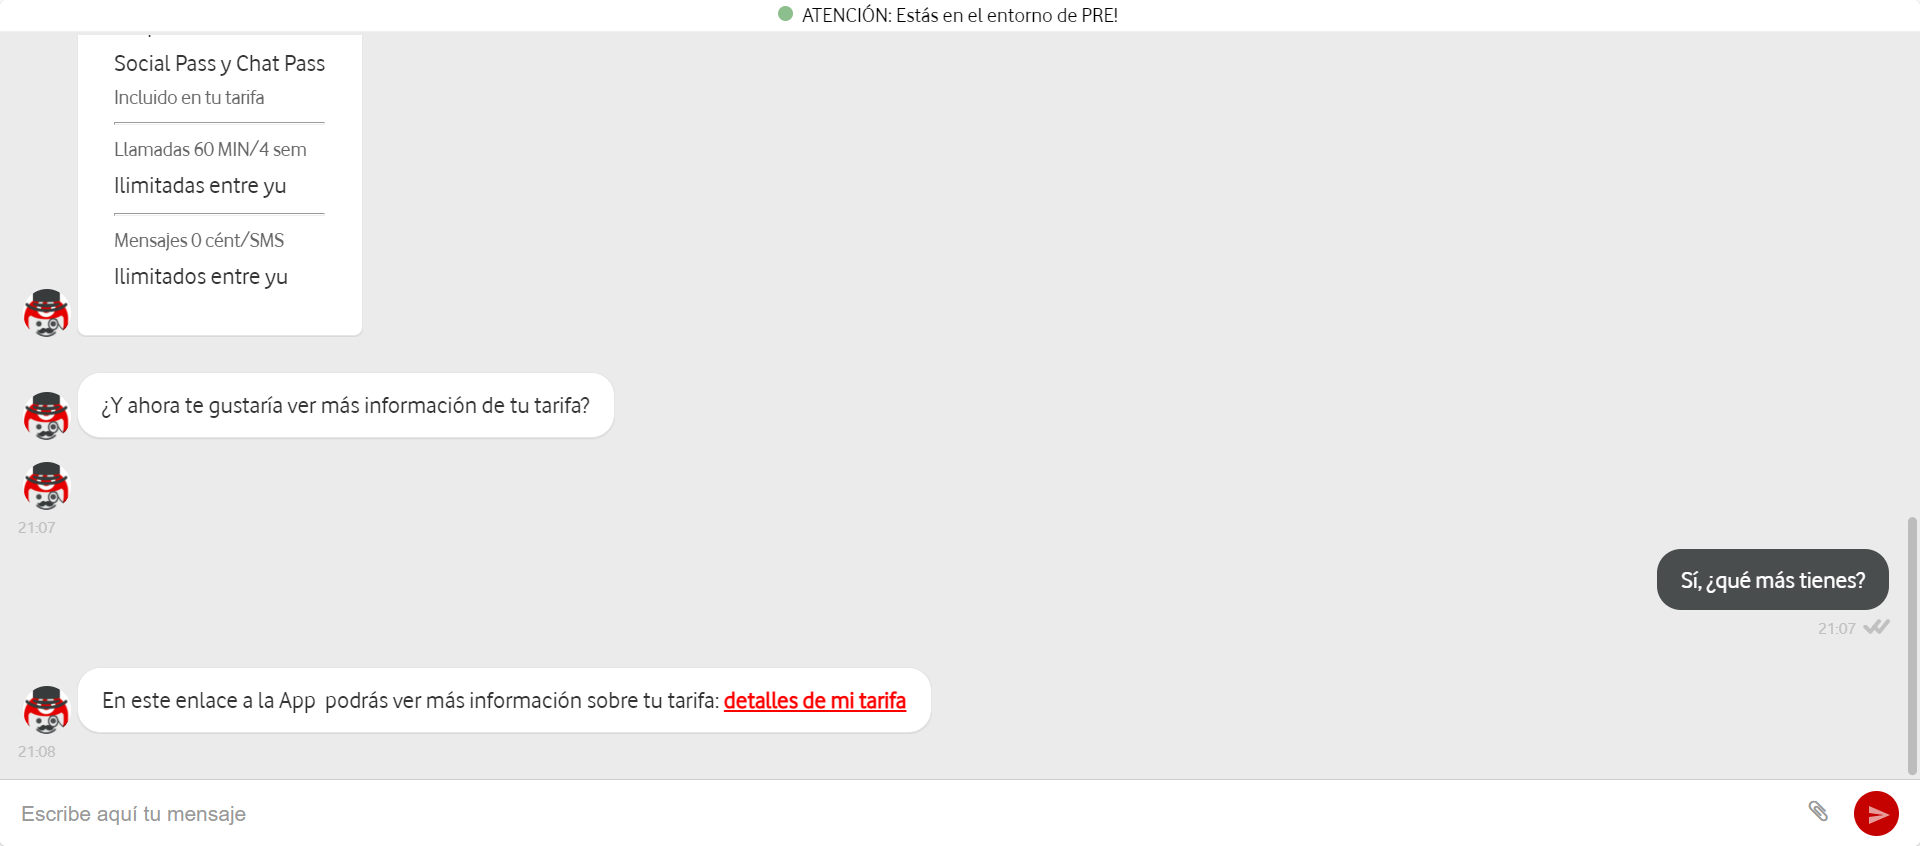 ATENCIÓN: Estás en el entorno de PRE!
Social Pass y Chat Pass
Incluido en tu tarifa
Llamadas 60 MIN/4 sem
Ilimitadas entre yu
Mensajes 0 cént/SMS
Ilimitados entre yu
¿Y ahora te gustaría ver más información de tu tarifa?
21:07
Sí, ¿qué más tienes?
21:07
En este enlace a la App podrás ver más información sobre tu tarifa: detalles de mi tarifa
21:08
Escribe aquí tu mensaje